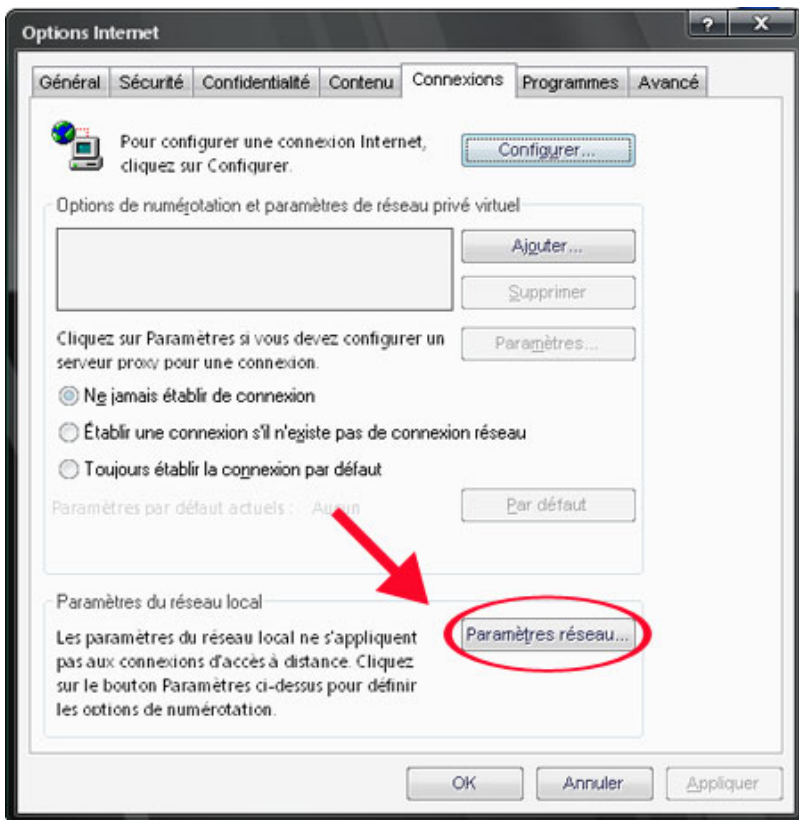 Options Internet
? X
Général Sécurité Confidentialité Contenu Connexions Programmes Avancé
Pour configurer une connexion Internet,
cliquez sur Configurer.
Configurer...
Options de numérotation et paramètres de réseau privé virtuel
Ajouter...
Supprimer
Cliquez sur Paramètres si vous devez configurer un
serveur proxy pour une connexion.
Paramètres...
Ne jamais établir de connexion
Établir une connexion s'il n'existe pas de connexion réseau
Toujours établir la connexion par défaut
Paramètres par défaut actuels : Aucun
Par défaut
Paramètres du réseau local
Les paramètres du réseau local ne s'appliquent
pas aux connexions d'accès à distance. Cliquez
sur le bouton Paramètres ci-dessus pour définir
les options de numérotation.
Paramètres réseau...
OK Annuler Appliquer